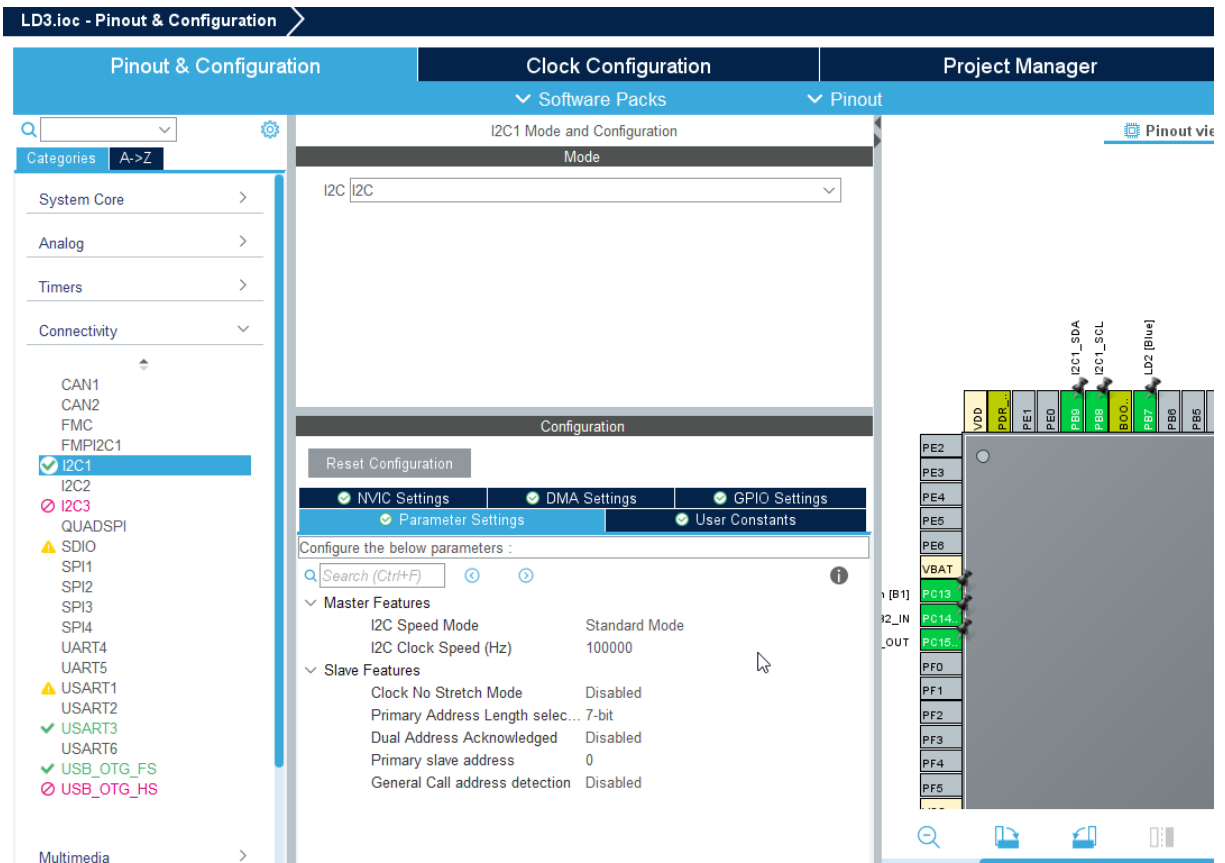 LD3.ioc - Pinout & Configuration
Pinout & Configuration
Clock Configuration
Project Manager
Software Packs
Pinout
Categories
A->Z
System Core
Analog
Timers
Connectivity
CAN1
CAN2
FMC
FMPI2C1
I2C1
I2C2
I2C3
QUADSPI
SDIO
SPI1
SPI2
SPI3
SPI4
UART4
UART5
USART1
USART2
USART3
USART6
USB_OTG_FS
USB_OTG_HS
Multimedia
I2C1 Mode and Configuration
Mode
I2C I2C
Configuration
Reset Configuration
NVIC Settings
DMA Settings
GPIO Settings
Parameter Settings
User Constants
Configure the below parameters :
Search (Ctrl+F)
Master Features
I2C Speed Mode Standard Mode
I2C Clock Speed (Hz) 100000
Slave Features
Clock No Stretch Mode Disabled
Primary Address Length selec... 7-bit
Dual Address Acknowledged Disabled
Primary slave address 0
General Call address detection Disabled
Pinout vie
I2C1_SDA
I2C1_SCL
LD2 [Blue]
VDD
PDR_..
PE1
PE0
PB9
PB8
BOO..
PB7
PB6
PB5
PE2
PE3
PE4
PE5
PE6
VBAT
[B1] PC13
32_IN PC14..
_OUT PC15..
PF0
PF1
PF2
PF3
PF4
PF5